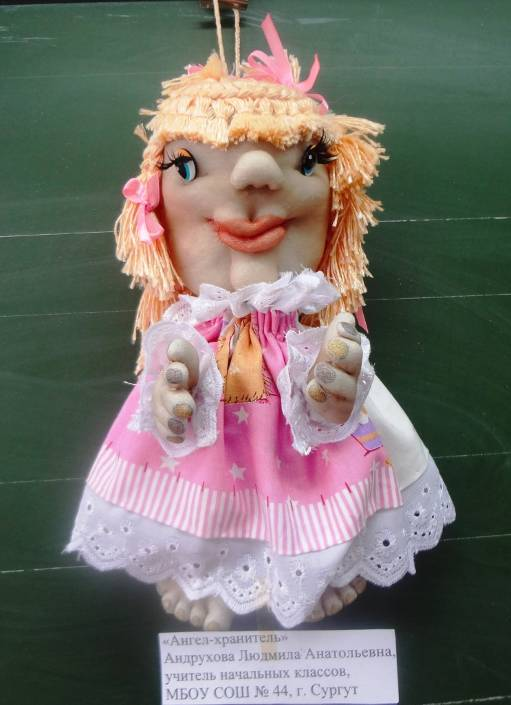 «Ангел-хранитель»
Андрухова Людмила Анатольевна,
учитель начальных классов,
МБОУ СОШ № 44, г. Сургут